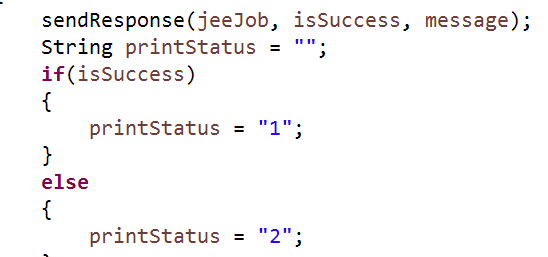 sendResponse(jeeJob, isSuccess, message);
String printStatus = "";
if(isSuccess)
{
    printStatus = "1";
}
else
{
    printStatus = "2";